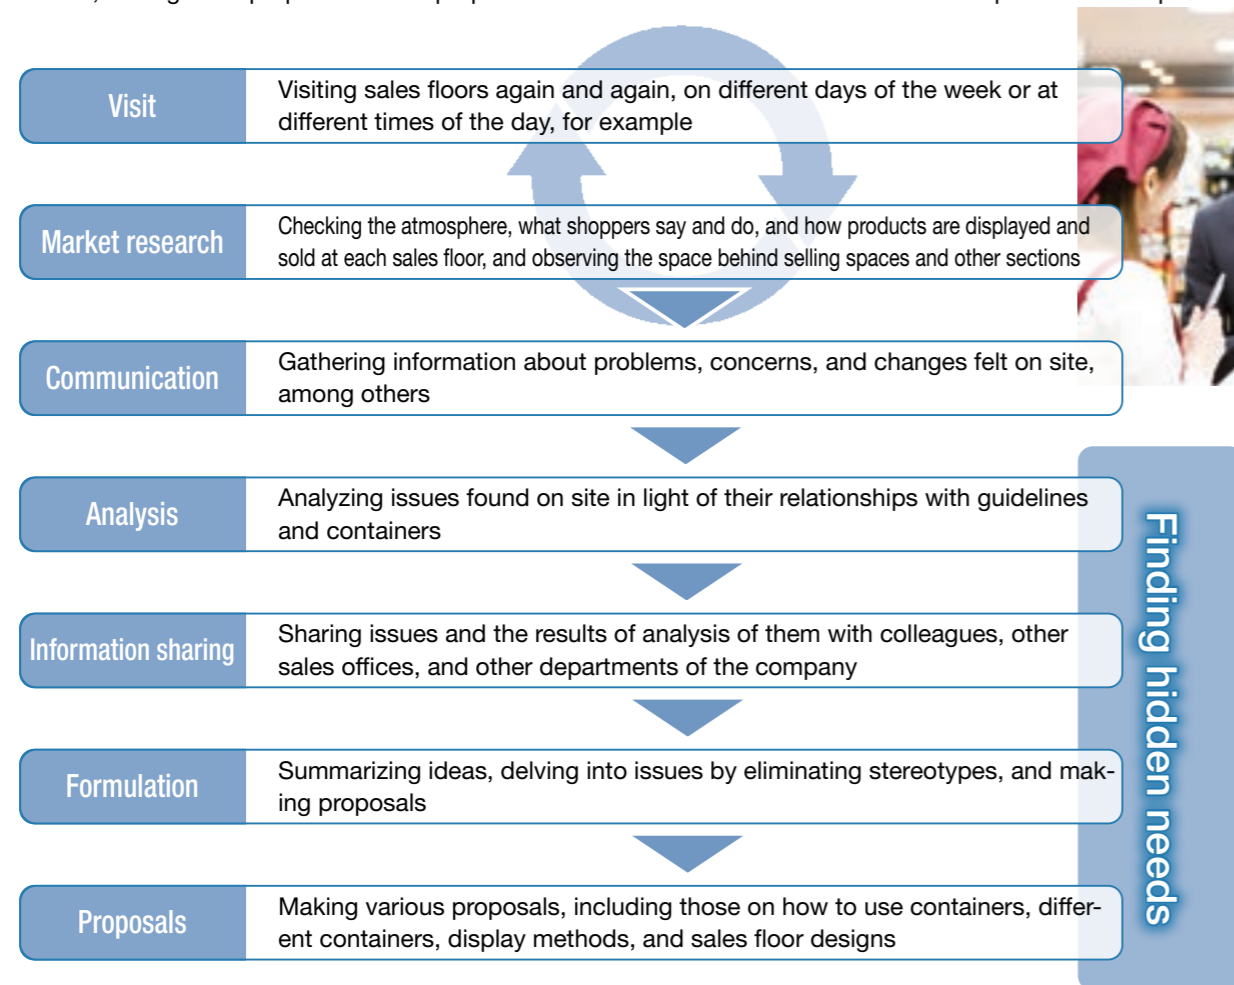 Visit
Visiting sales floors again and again, on different days of the week or at
different times of the day, for example
Market research
Checking the atmosphere, what shoppers say and do, and how products are displayed and
sold at each sales floor, and observing the space behind selling spaces and other sections
Communication
Gathering information about problems, concerns, and changes felt on site,
among others
Analysis
Analyzing issues found on site in light of their relationships with guidelines
and containers
Information sharing
Sharing issues and the results of analysis of them with colleagues, other
sales offices, and other departments of the company
Formulation
Summarizing ideas, delving into issues by eliminating stereotypes, and mak-
ing proposals
Proposals
Making various proposals, including those on how to use containers, differ-
ent containers, display methods, and sales floor designs
Finding hidden needs